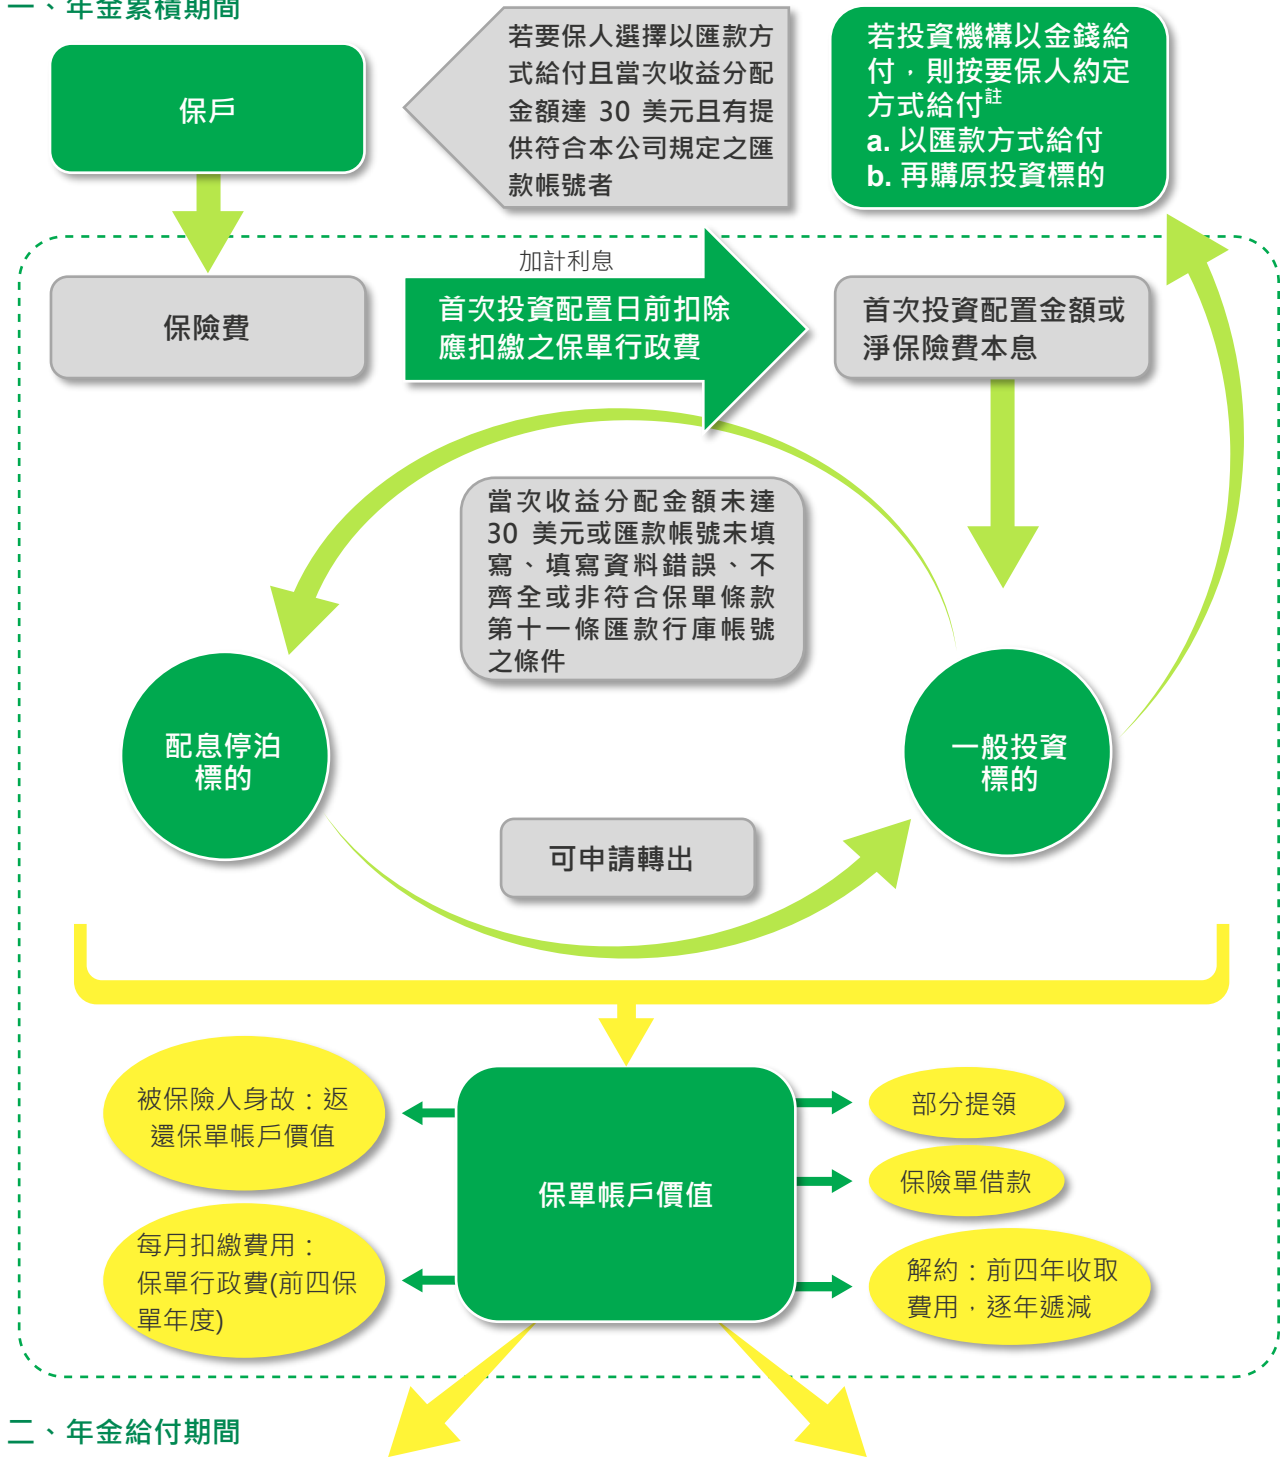 一、年金累積期間
保戶
若要保人選擇以匯款方
式給付且當次收益分配
金額達 30 美元且有提
供符合本公司規定之匯
款帳號者
若投資機構以金錢給
付，則按要保人約定
方式給付註
a. 以匯款方式給付
b. 再購原投資標的
保險費
加計利息
首次投資配置日前扣除
應扣繳之保單行政費
首次投資配置金額或
淨保險費本息
當次收益分配金額未達
30 美元或匯款帳號未填
寫、填寫資料錯誤、不
齊全或非符合保單條款
第十一條匯款行庫帳號
之條件
配息停泊
標的
一般投資
標的
可申請轉出
被保險人身故：返
還保單帳戶價值
每月扣繳費用：
保單行政費(前四保
單年度)
保單帳戶價值
部分提領
保險單借款
解約：前四年收取
費用，逐年遞減
二、年金給付期間